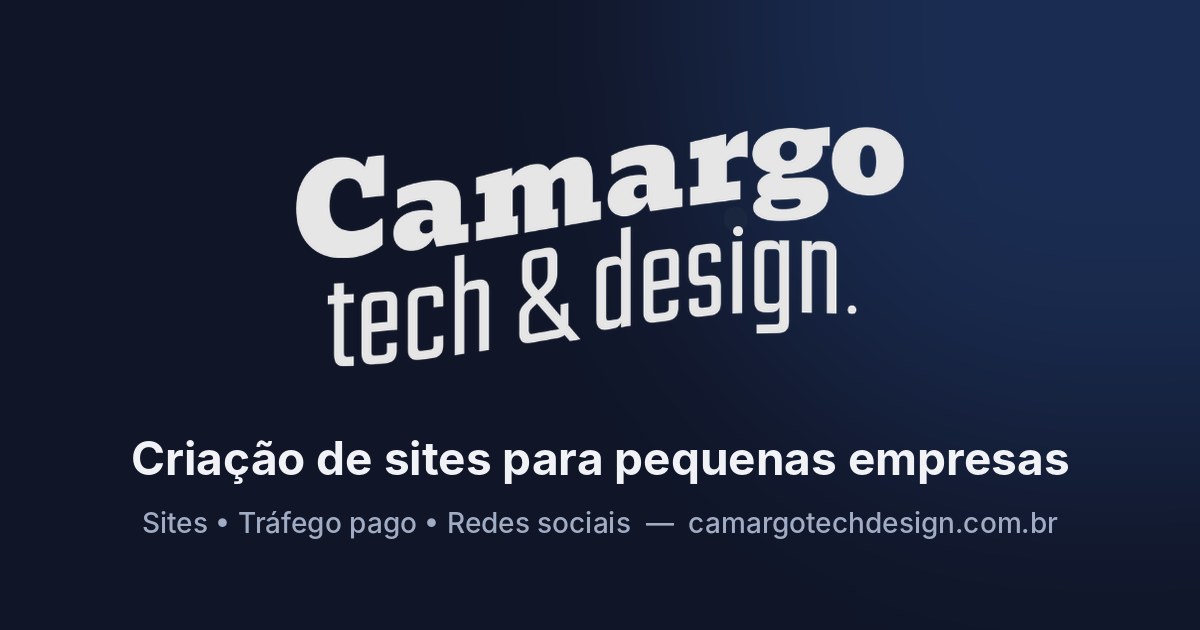 Camargo
tech & design.
Criação de sites para pequenas empresas
Sites • Tráfego pago • Redes sociais — camargotechdesign.com.br